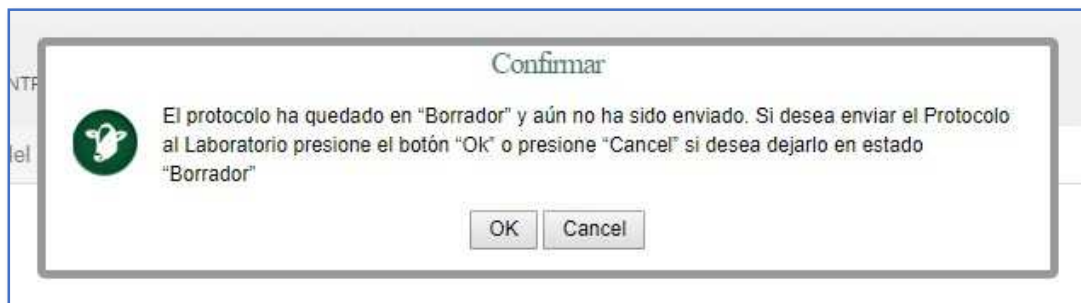 Confirmar
NTF
El protocolo ha quedado en “Borrador” y aún no ha sido enviado. Si desea enviar el Protocolo
al Laboratorio presione el botón “Ok” o presione “Cancel” si desea dejarlo en estado
“Borrador”
OK Cancel